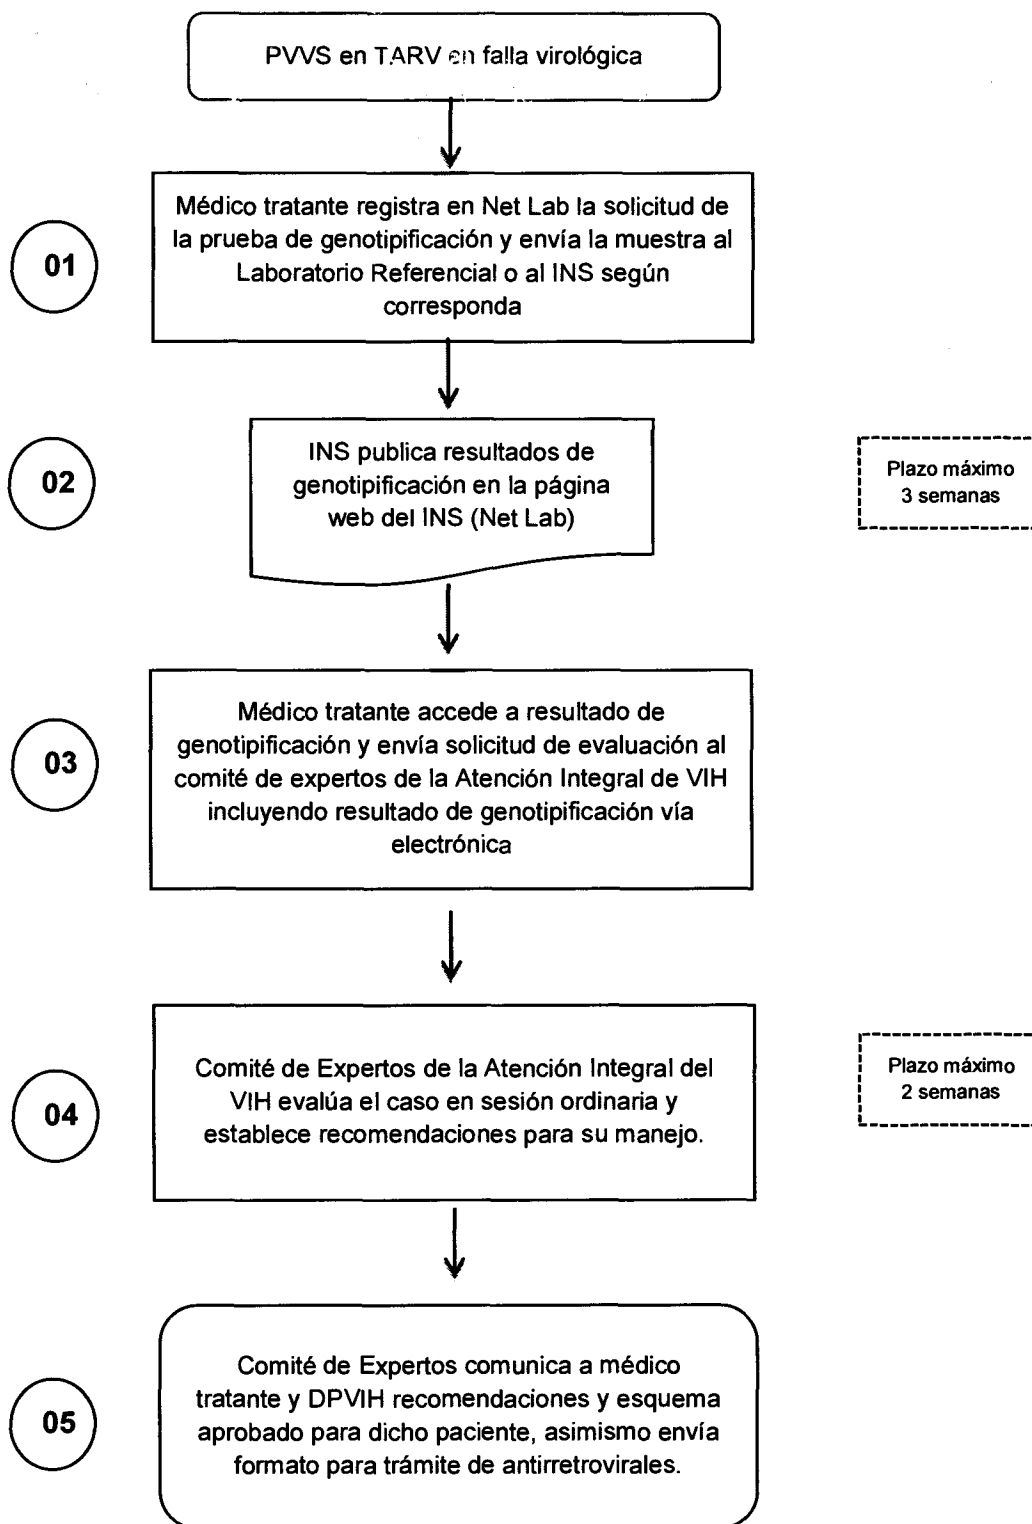 PVVS en TARV en falla virológica
01
Médico tratante registra en Net Lab la solicitud de
la prueba de genotipificación y envía la muestra al
Laboratorio Referencial o al INS según
corresponda
02
INS publica resultados de
genotipificación en la página
web del INS (Net Lab)
Plazo máximo
3 semanas
03
Médico tratante accede a resultado de
genotipificación y envía solicitud de evaluación al
comité de expertos de la Atención Integral de VIH
incluyendo resultado de genotipificación vía
electrónica
04
Comité de Expertos de la Atención Integral del
VIH evalúa el caso en sesión ordinaria y
establece recomendaciones para su manejo.
Plazo máximo
2 semanas
05
Comité de Expertos comunica a médico
tratante y DPVIH recomendaciones y esquema
aprobado para dicho paciente, asimismo envía
formato para trámite de antirretrovirales.